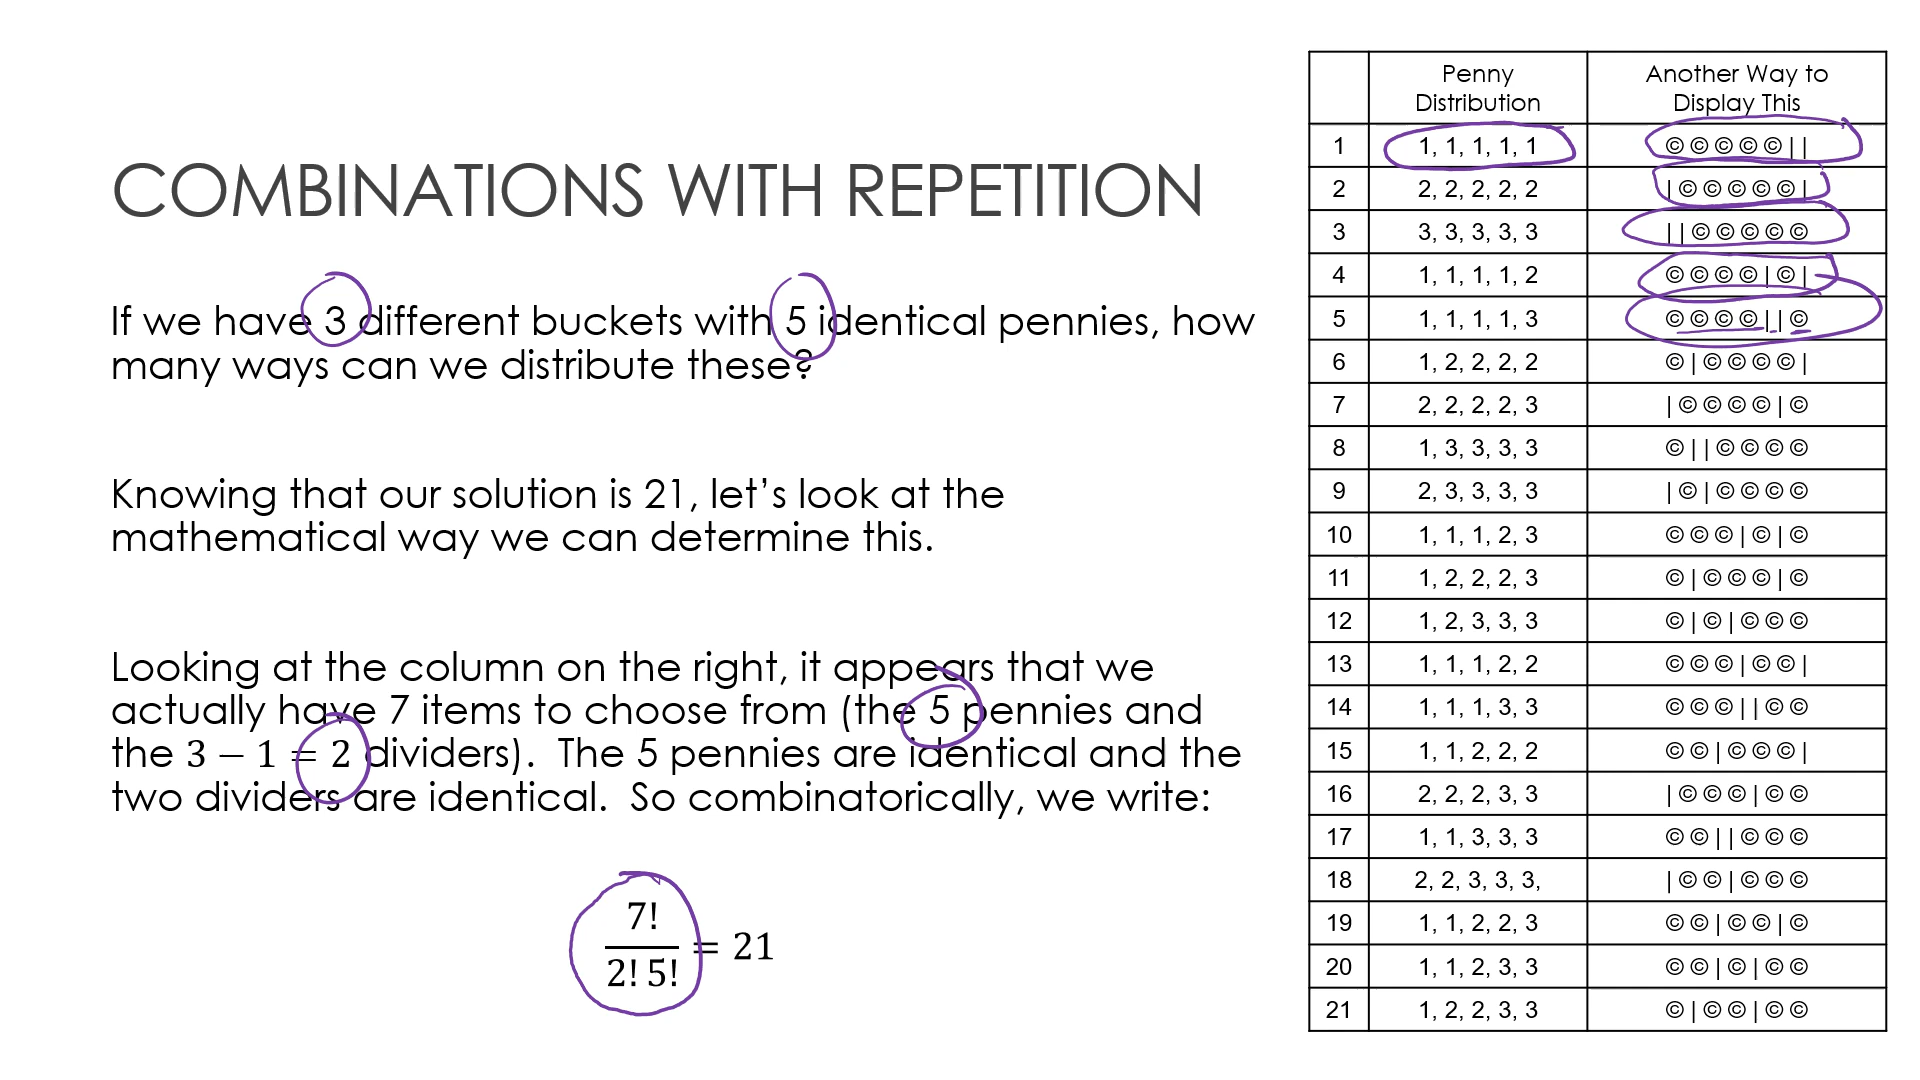 COMBINATIONS WITH REPETITION
If we have 3 different buckets with 5 identical pennies, how
many ways can we distribute these?
Knowing that our solution is 21, let’s look at the
mathematical way we can determine this.
Looking at the column on the right, it appears that we
actually have 7 items to choose from (the 5 pennies and
the 3 − 1 = 2 dividers).  The 5 pennies are identical and the
two dividers are identical.  So combinatorically, we write:
7!
2! 5!
= 21
Penny Distribution | Another Way to Display This
1 1, 1, 1, 1, 1 ©©©©©||
2 2, 2, 2, 2, 2 |©©©©©|
3 3, 3, 3, 3, 3 ||©©©©©
4 1, 1, 1, 1, 2 ©©©©|©|
5 1, 1, 1, 1, 3 ©©©©||©
6 1, 2, 2, 2, 2 ©|©©©©|
7 2, 2, 2, 2, 3 |©©©©|©
8 1, 3, 3, 3, 3 ©||©©©©
9 2, 3, 3, 3, 3 |©|©©©©
10 1, 1, 1, 2, 3 ©©©|©|©
11 1, 2, 2, 2, 3 ©|©©©|©
12 1, 2, 3, 3, 3 ©|©|©©©
13 1, 1, 1, 2, 2 ©©©|©©|
14 1, 1, 1, 3, 3 ©©©||©©
15 1, 1, 2, 2, 2 ©©|©©©|
16 2, 2, 2, 3, 3 |©©©|©©
17 1, 1, 3, 3, 3 ©©||©©©
18 2, 2, 3, 3, 3, |©©|©©©
19 1, 1, 2, 2, 3 ©©|©©|©
20 1, 1, 2, 3, 3 ©©|©|©©
21 1, 2, 2, 3, 3 ©|©©|©©